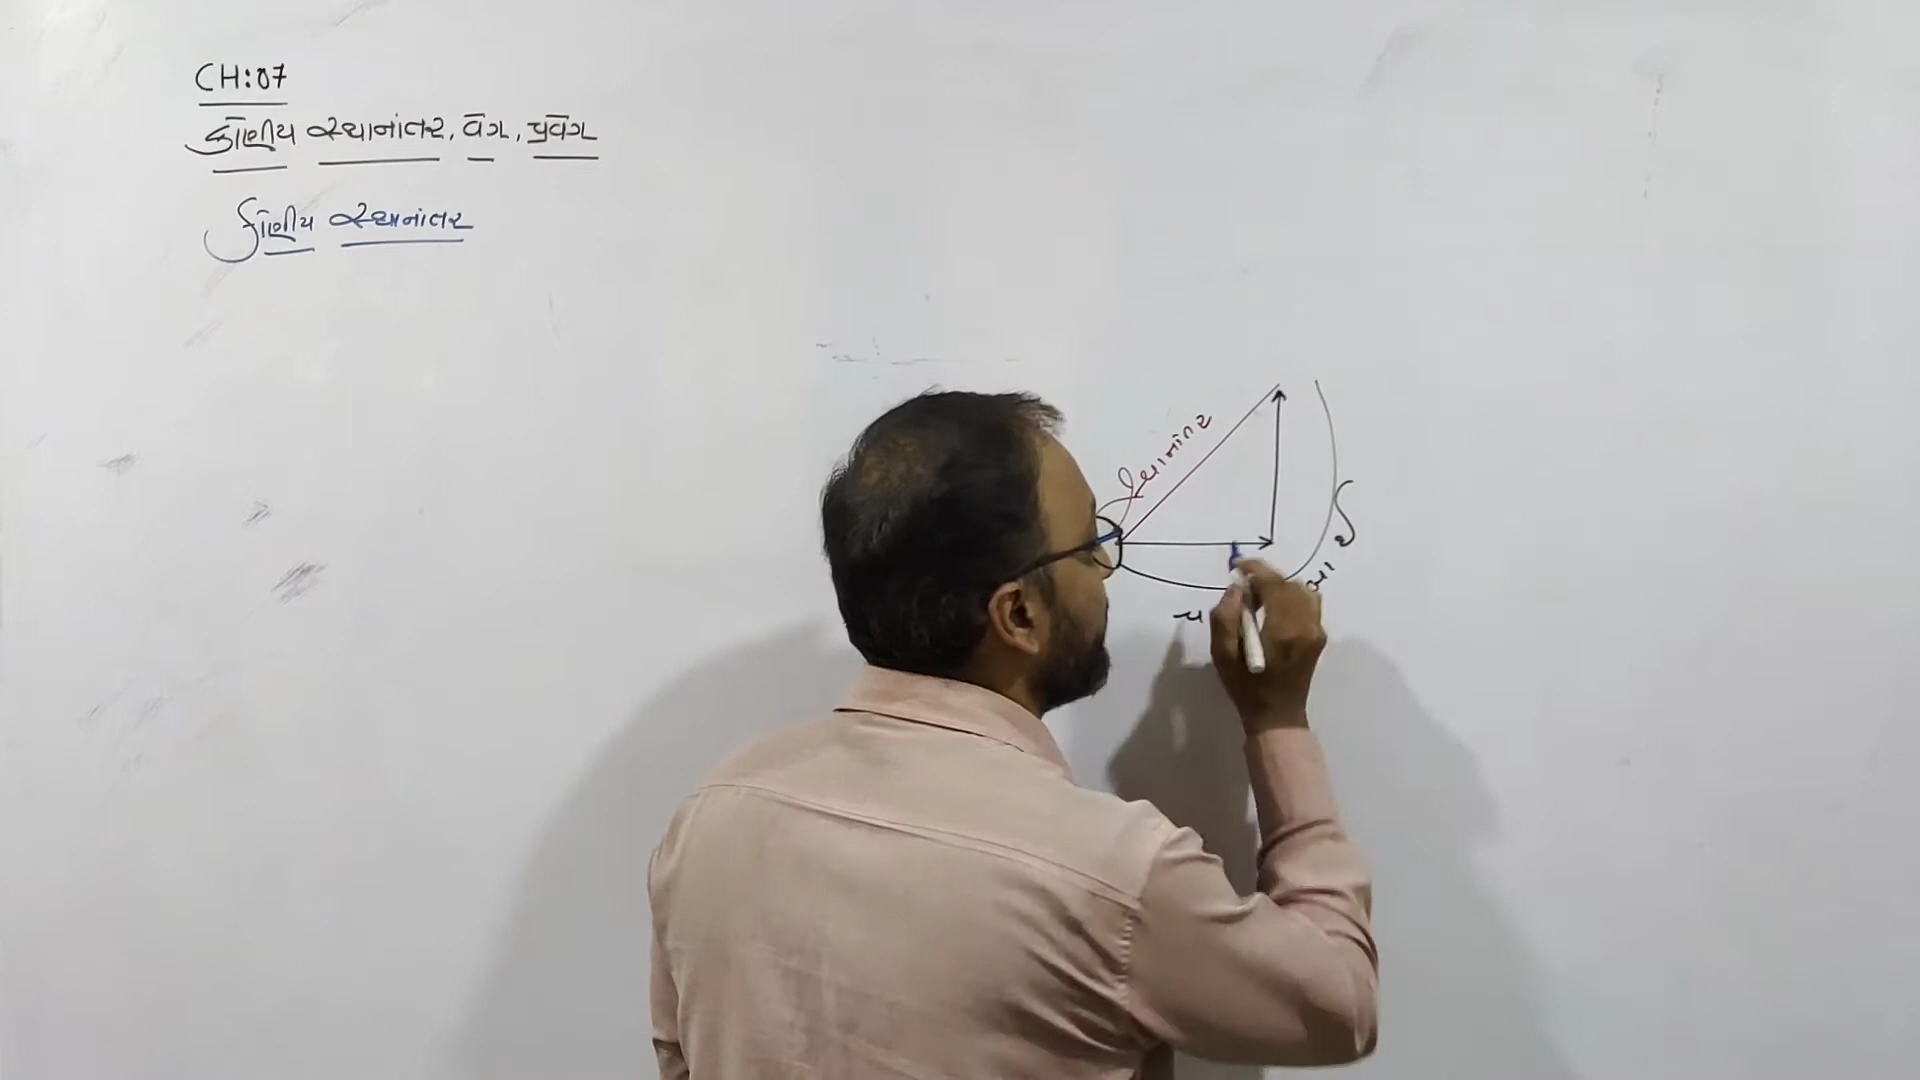 CH:07
કોણીય સ્થાનાંતર, વેગ, પ્રવેગ
કોણીય સ્થાનાંતર
સ્થાનાંતર